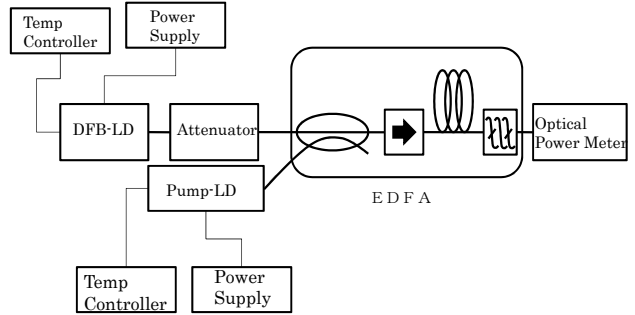 Temp
Controller
Power
Supply
DFB-LD
Attenuator
Optical
Power Meter
Pump-LD
EDFA
Temp
Controller
Power
Supply